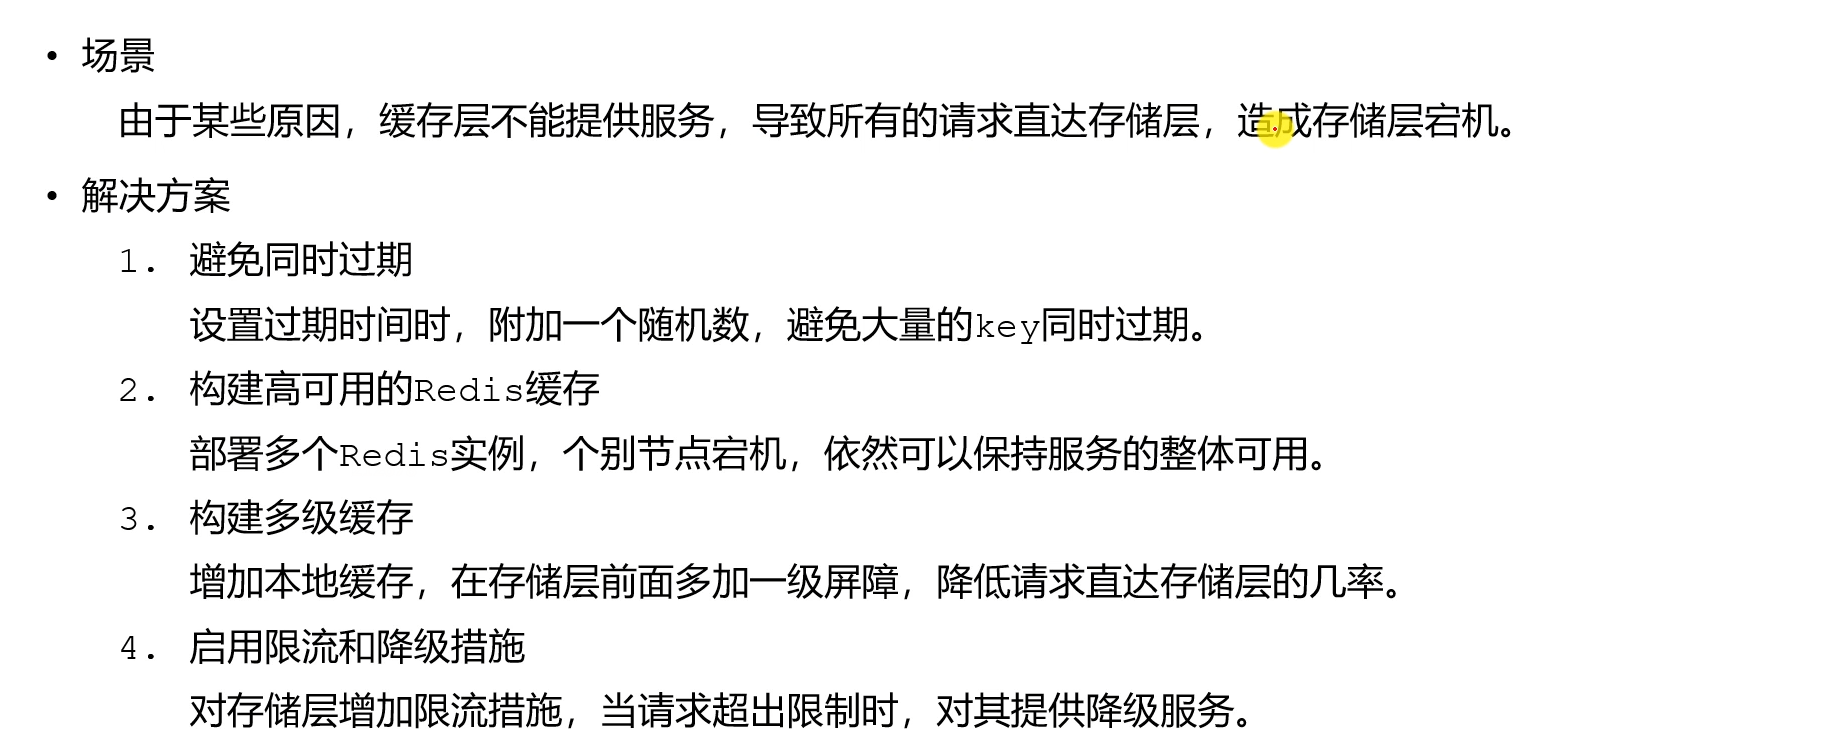 • 场景
由于某些原因，缓存层不能提供服务，导致所有的请求直达存储层，造成存储层宕机。
• 解决方案
1. 避免同时过期
设置过期时间时，附加一个随机数，避免大量的key同时过期。
2. 构建高可用的Redis缓存
部署多个Redis实例，个别节点宕机，依然可以保持服务的整体可用。
3. 构建多级缓存
增加本地缓存，在存储层前面多加一级屏障，降低请求直达存储层的几率。
4. 启用限流和降级措施
对存储层增加限流措施，当请求超出限制时，对其提供降级服务。